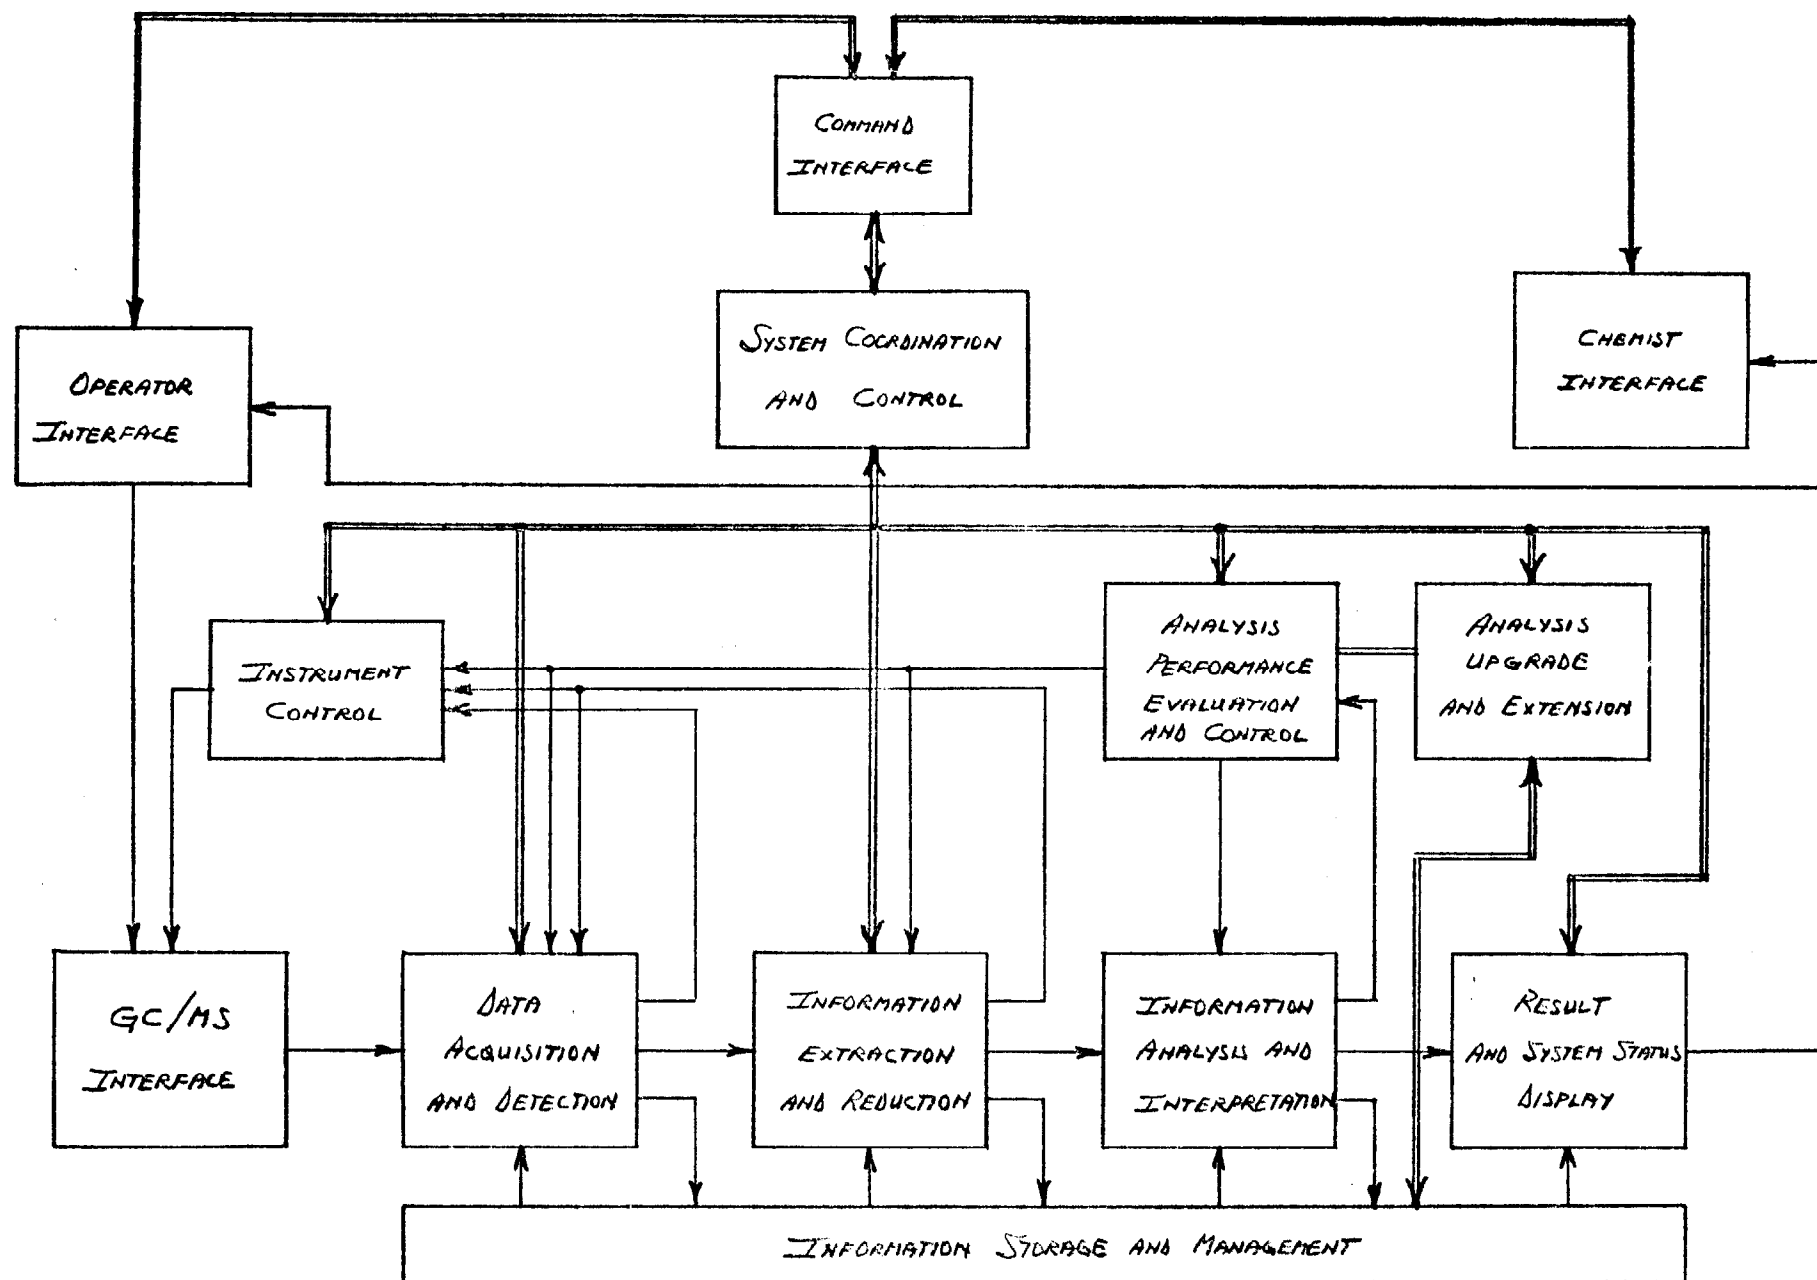 COMMAND
INTERFACE
SYSTEM COORDINATION
AND CONTROL
CHEMIST
INTERFACE
OPERATOR
INTERFACE
INSTRUMENT
CONTROL
ANALYSIS
PERFORMANCE
EVALUATION
AND CONTROL
ANALYSIS
UPGRADE
AND EXTENSION
GC/MS
INTERFACE
DATA
ACQUISITION
AND DETECTION
INFORMATION
EXTRACTION
AND REDUCTION
INFORMATION
ANALYSIS AND
INTERPRETATION
RESULT
AND SYSTEM STATUS
DISPLAY
INFORMATION STORAGE AND MANAGEMENT